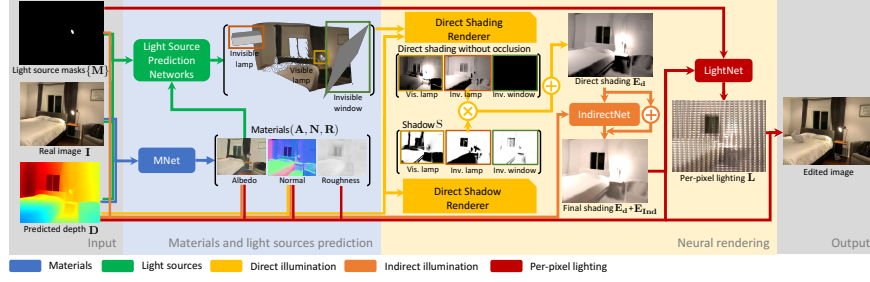 Light source masks{M}
Real image I
Predicted depth D
Input
Light Source
Prediction
Networks
MNet
Invisible
lamp
Visible
lamp
Invisible
window
Materials(A, N, R)
Albedo
Normal
Roughness
Materials and light sources prediction
Direct Shading
Renderer
Direct shading without occlusion
Vis. lamp
Inv. lamp
Inv. window
Shadow S
Vis. lamp
Inv. lamp
Inv. window
Direct Shadow
Renderer
Direct shading E_d
IndirectNet
Final shading E_d+E_Ind
LightNet
Per-pixel lighting L
Neural rendering
Edited image
Output
Materials
Light sources
Direct illumination
Indirect illumination
Per-pixel lighting